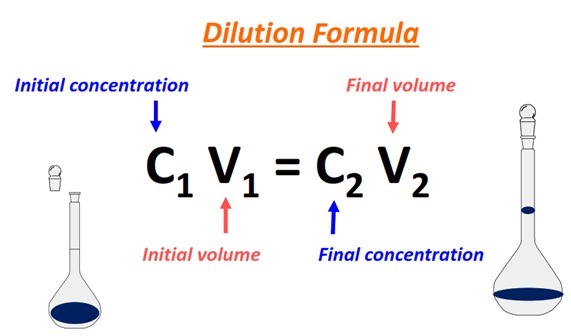 Dilution Formula
Initial concentration
Final volume
C₁ V₁ = C₂ V₂
Initial volume
Final concentration